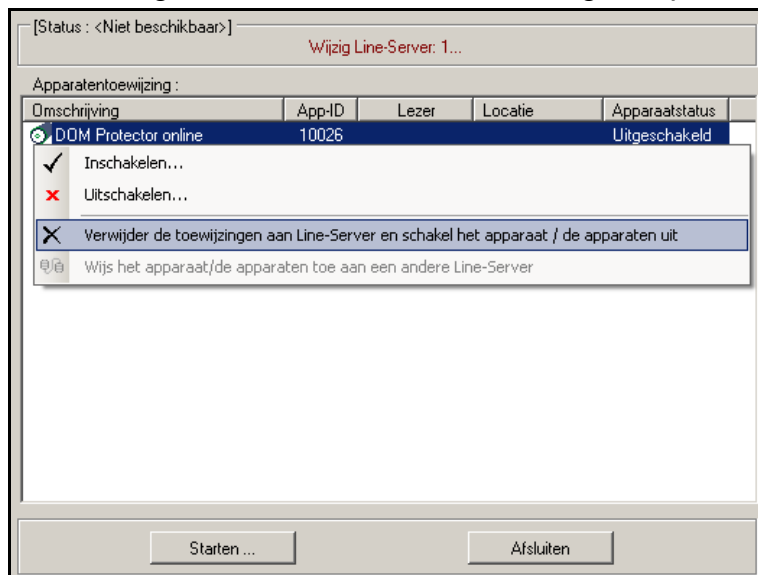 [Status : <Niet beschikbaar>]
Wijzig Line-Server: 1...
Apparatentoewijzing :
Omschrijving App-ID Lezer Locatie Apparaatstatus
DOM Protector online 10026 Uitgeschakeld
Inschakelen...
Uitschakelen...
Verwijder de toewijzingen aan Line-Server en schakel het apparaat / de apparaten uit
Wijs het apparaat/de apparaten toe aan een andere Line-Server
Starten ... Afsluiten